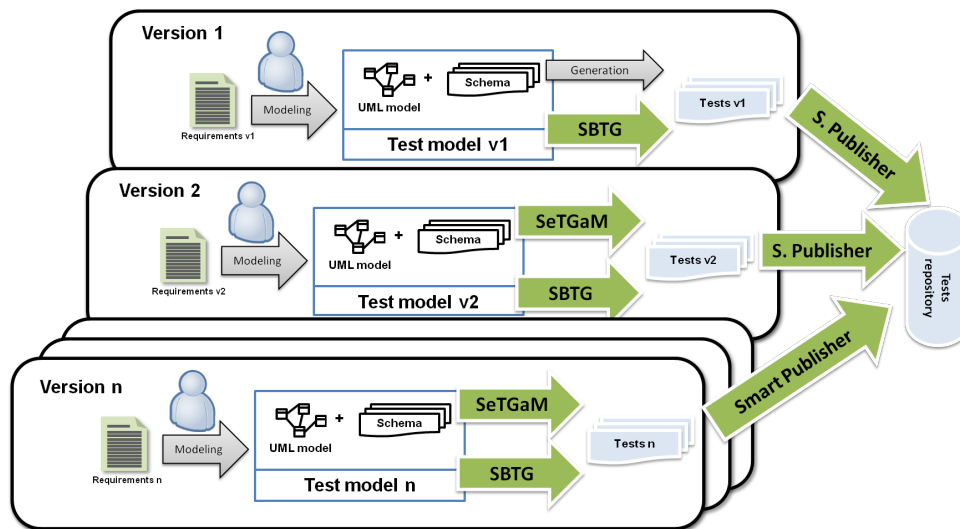 Version 1
Requirements v1
Modeling
UML model
+
Schema
Test model v1
Generation
SBTG
Tests v1
S. Publisher
Version 2
Requirements v2
Modeling
UML model
+
Schema
Test model v2
SeTGaM
SBTG
Tests v2
S. Publisher
Tests
repository
Version n
Requirements n
Modeling
UML model
+
Schema
Test model n
SeTGaM
SBTG
Tests n
Smart Publisher